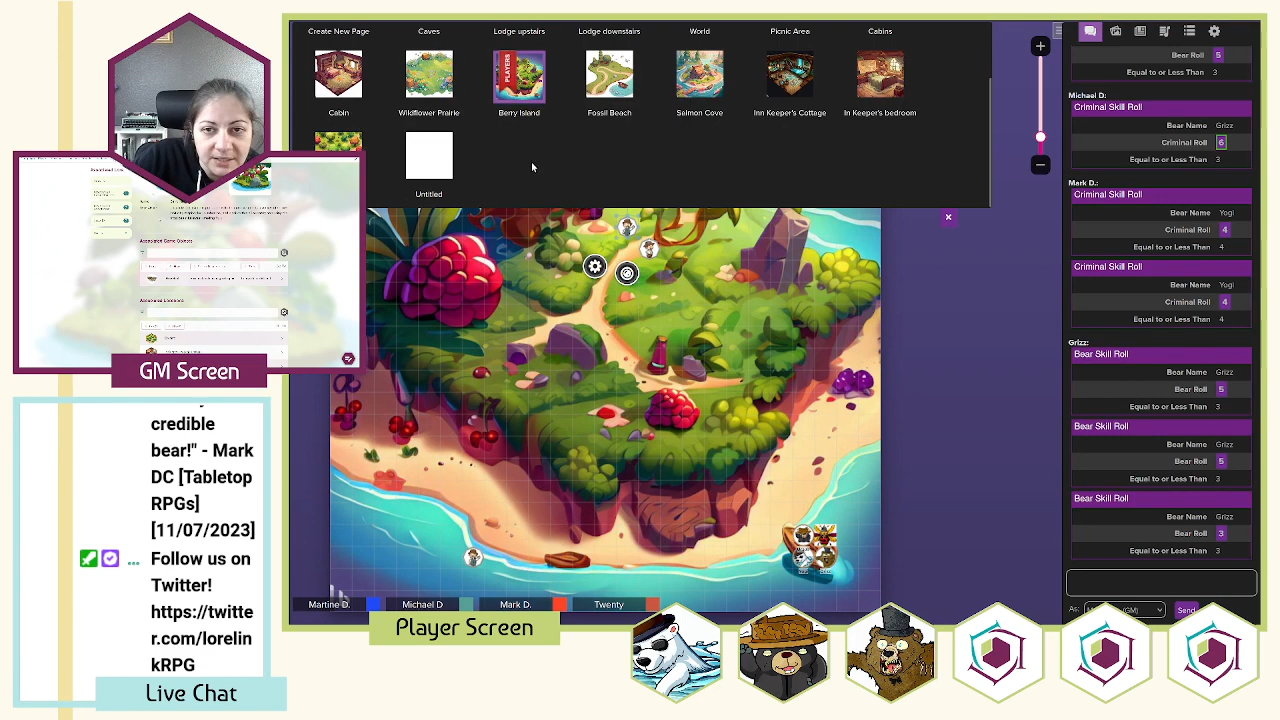 Create New Page
Caves
Lodge upstairs
Lodge downstairs
World
Picnic Area
Cabins
PLAYERS
Cabin
Wildflower Prairie
Berry Island
Fossil Beach
Salmon Cove
Inn Keeper's Cottage
In Keeper's bedroom
Untitled
GM Screen
credible
bear!" - Mark
DC [Tabletop
RPGs]
[11/07/2023]
Follow us on
Twitter!
https://twitte
r.com/lorelin
kRPG
Live Chat
Martine D.
Michael D
Mark D.
Twenty
Player Screen
Bear Roll 5
Equal to or Less Than 3
Michael D.:
Criminal Skill Roll
Bear Name Grizz
Criminal Roll 6
Equal to or Less Than 3
Mark D.:
Criminal Skill Roll
Bear Name Yogi
Criminal Roll 4
Equal to or Less Than 4
Criminal Skill Roll
Bear Name Yogi
Criminal Roll 4
Equal to or Less Than 4
Grizz:
Bear Skill Roll
Bear Name Grizz
Bear Roll 5
Equal to or Less Than 3
Bear Skill Roll
Bear Roll 5
Equal to or Less Than 3
Bear Skill Roll
Bear Name Grizz
Bear Roll 3
Equal to or Less Than 3
As: (GM) Send